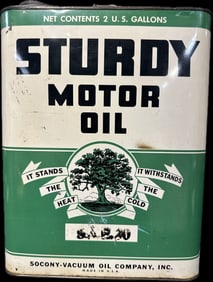 NET CONTENTS 2 U.S. GALLONS
STURDY
MOTOR
OIL
IT STANDS
THE
HEAT
IT WITHSTANDS
THE
COLD
SOCONY-VACUUM OIL COMPANY, INC.
MADE IN U.S.A.